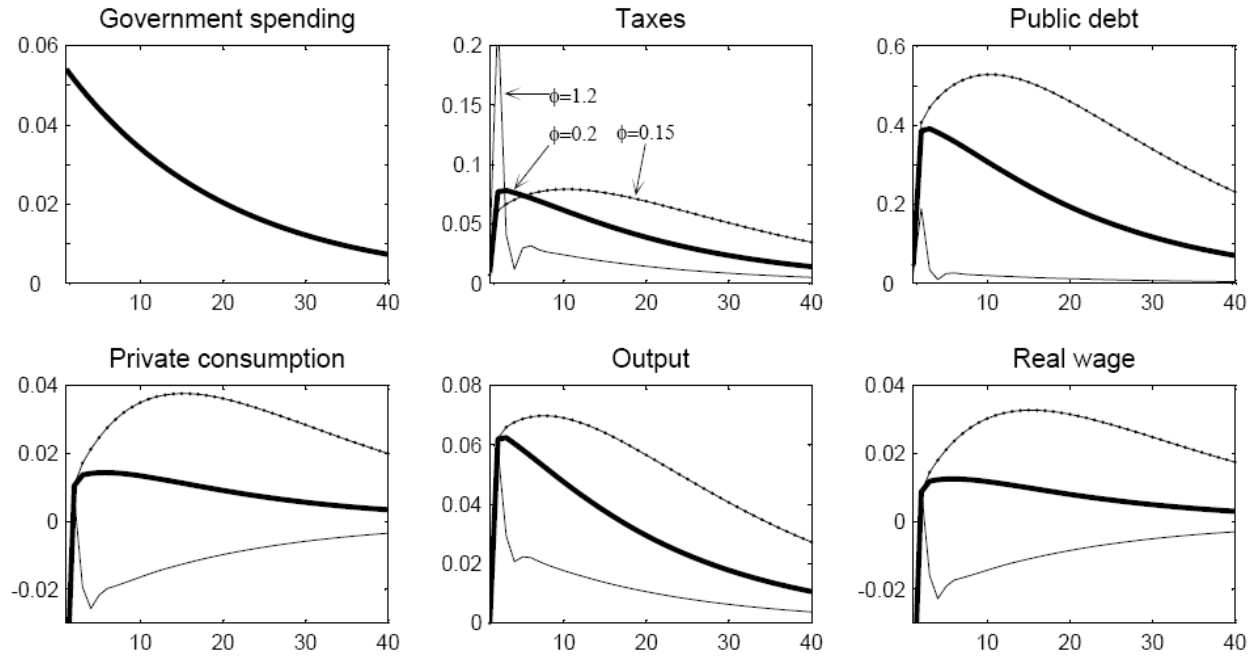 Government spending
Taxes
Public debt
0.06
0.04
0.02
0
10 20 30 40
0.2
0.15
0.1
0.05
0
ϕ=1.2
ϕ=0.2
ϕ=0.15
10 20 30 40
0.6
0.4
0.2
0
10 20 30 40
Private consumption
Output
Real wage
0.04
0.02
0
-0.02
10 20 30 40
0.08
0.06
0.04
0.02
0
10 20 30 40
0.04
0.02
0
-0.02
10 20 30 40